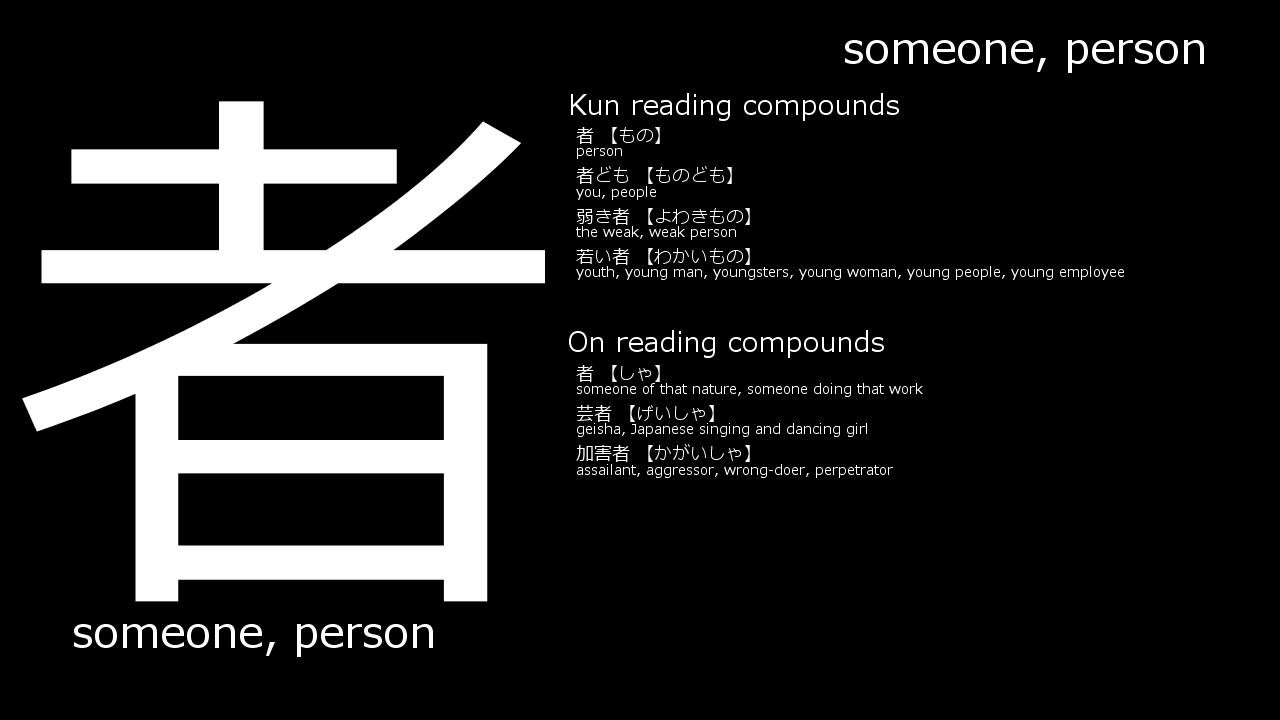 someone, person
者
someone, person
Kun reading compounds
者 【もの】
person
者ども 【ものども】
you, people
弱き者 【よわきもの】
the weak, weak person
若い者 【わかいもの】
youth, young man, youngsters, young woman, young people, young employee
On reading compounds
者 【しゃ】
someone of that nature, someone doing that work
芸者 【げいしゃ】
geisha, Japanese singing and dancing girl
加害者 【かがいしゃ】
assailant, aggressor, wrong-doer, perpetrator